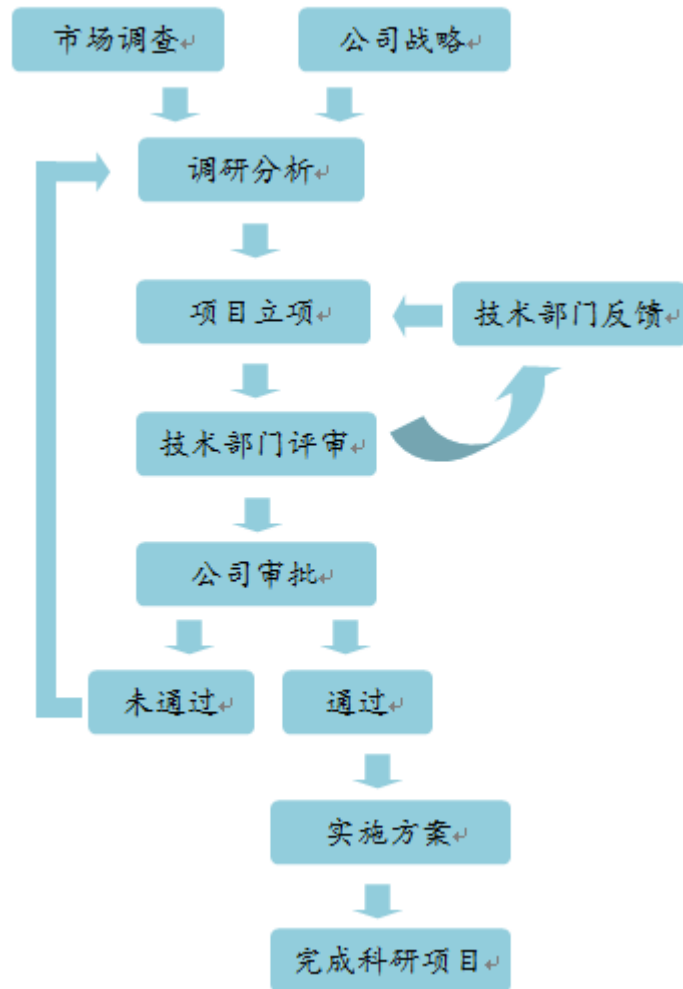 市场调查
公司战略
调研分析
项目立项
技术部门反馈
技术部门评审
公司审批
未通过
通过
实施方案
完成科研项目